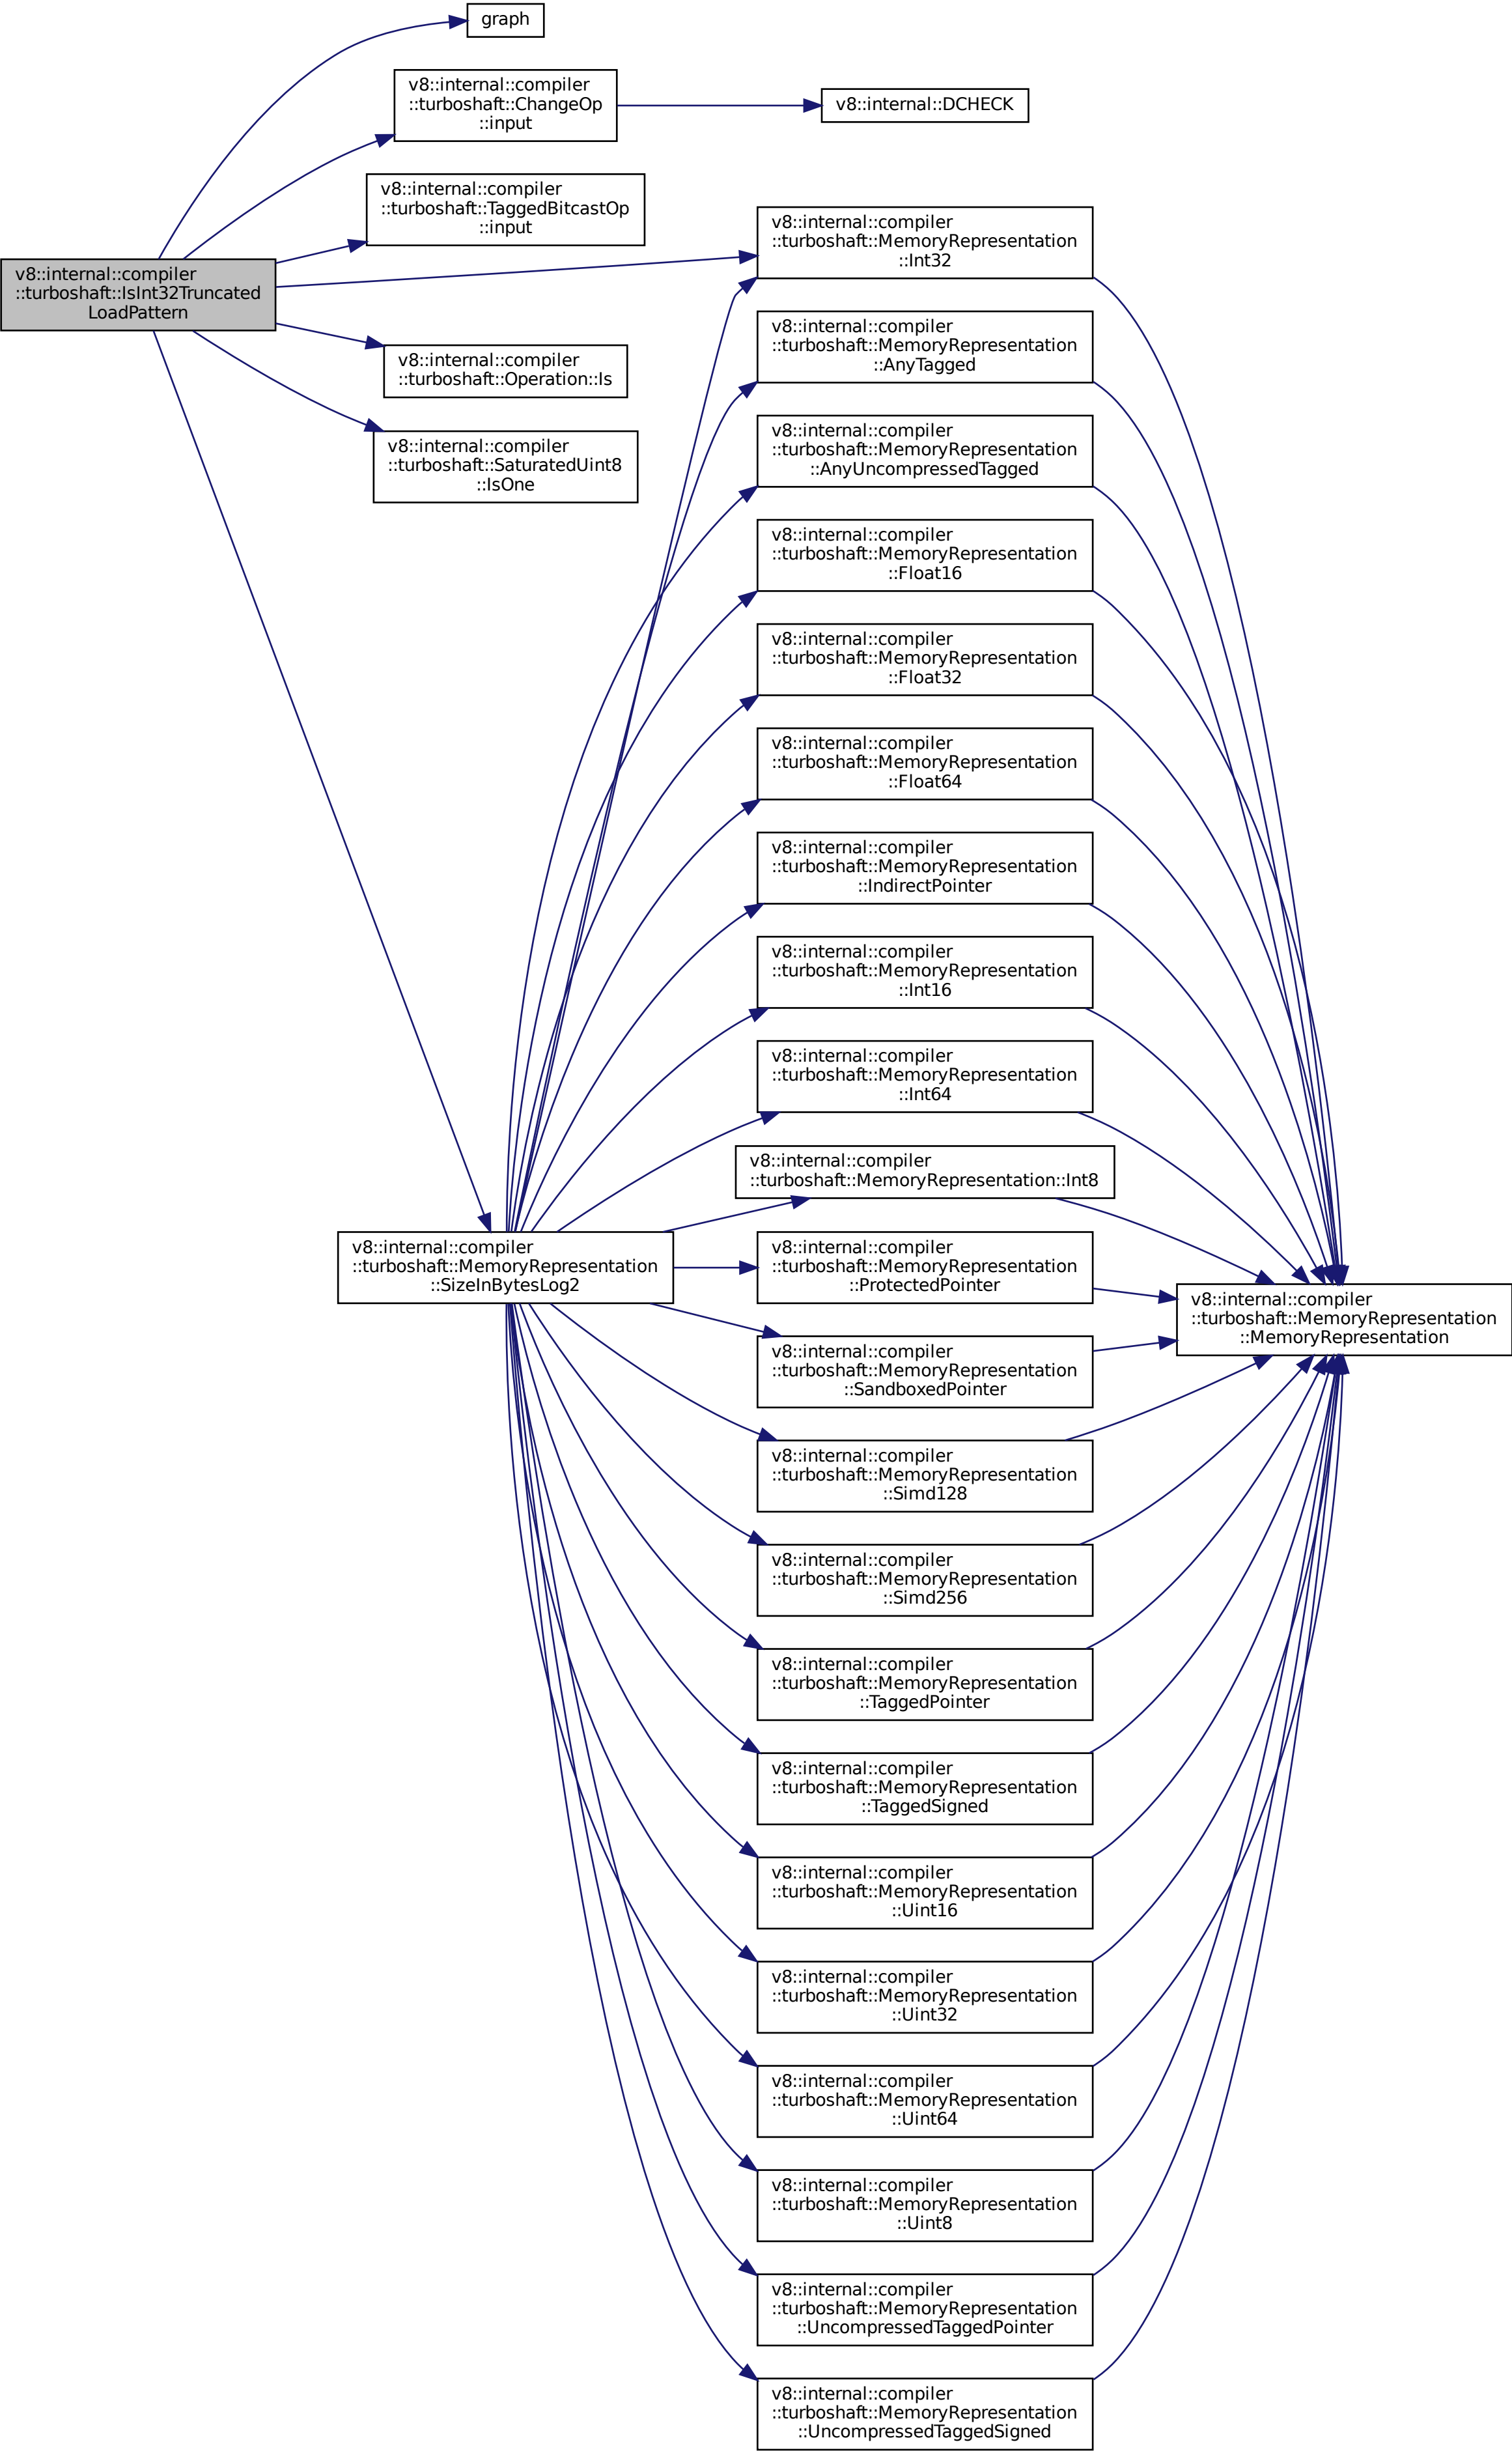 graph
v8::internal::compiler
::turboshaft::ChangeOp
::input
v8::internal::DCHECK
v8::internal::compiler
::turboshaft::TaggedBitcastOp
::input
v8::internal::compiler
::turboshaft::IsInt32Truncated
LoadPattern
v8::internal::compiler
::turboshaft::Operation::Is
v8::internal::compiler
::turboshaft::SaturatedUint8
::IsOne
v8::internal::compiler
::turboshaft::MemoryRepresentation
::SizeInBytesLog2
v8::internal::compiler
::turboshaft::MemoryRepresentation
::Int32
v8::internal::compiler
::turboshaft::MemoryRepresentation
::AnyTagged
v8::internal::compiler
::turboshaft::MemoryRepresentation
::AnyUncompressedTagged
v8::internal::compiler
::turboshaft::MemoryRepresentation
::Float16
v8::internal::compiler
::turboshaft::MemoryRepresentation
::Float32
v8::internal::compiler
::turboshaft::MemoryRepresentation
::Float64
v8::internal::compiler
::turboshaft::MemoryRepresentation
::IndirectPointer
v8::internal::compiler
::turboshaft::MemoryRepresentation
::Int16
v8::internal::compiler
::turboshaft::MemoryRepresentation
::Int64
v8::internal::compiler
::turboshaft::MemoryRepresentation::Int8
v8::internal::compiler
::turboshaft::MemoryRepresentation
::ProtectedPointer
v8::internal::compiler
::turboshaft::MemoryRepresentation
::SandboxedPointer
v8::internal::compiler
::turboshaft::MemoryRepresentation
::Simd128
v8::internal::compiler
::turboshaft::MemoryRepresentation
::Simd256
v8::internal::compiler
::turboshaft::MemoryRepresentation
::TaggedPointer
v8::internal::compiler
::turboshaft::MemoryRepresentation
::TaggedSigned
v8::internal::compiler
::turboshaft::MemoryRepresentation
::Uint16
v8::internal::compiler
::turboshaft::MemoryRepresentation
::Uint32
v8::internal::compiler
::turboshaft::MemoryRepresentation
::Uint64
v8::internal::compiler
::turboshaft::MemoryRepresentation
::Uint8
v8::internal::compiler
::turboshaft::MemoryRepresentation
::UncompressedTaggedPointer
v8::internal::compiler
::turboshaft::MemoryRepresentation
::UncompressedTaggedSigned
v8::internal::compiler
::turboshaft::MemoryRepresentation
::MemoryRepresentation